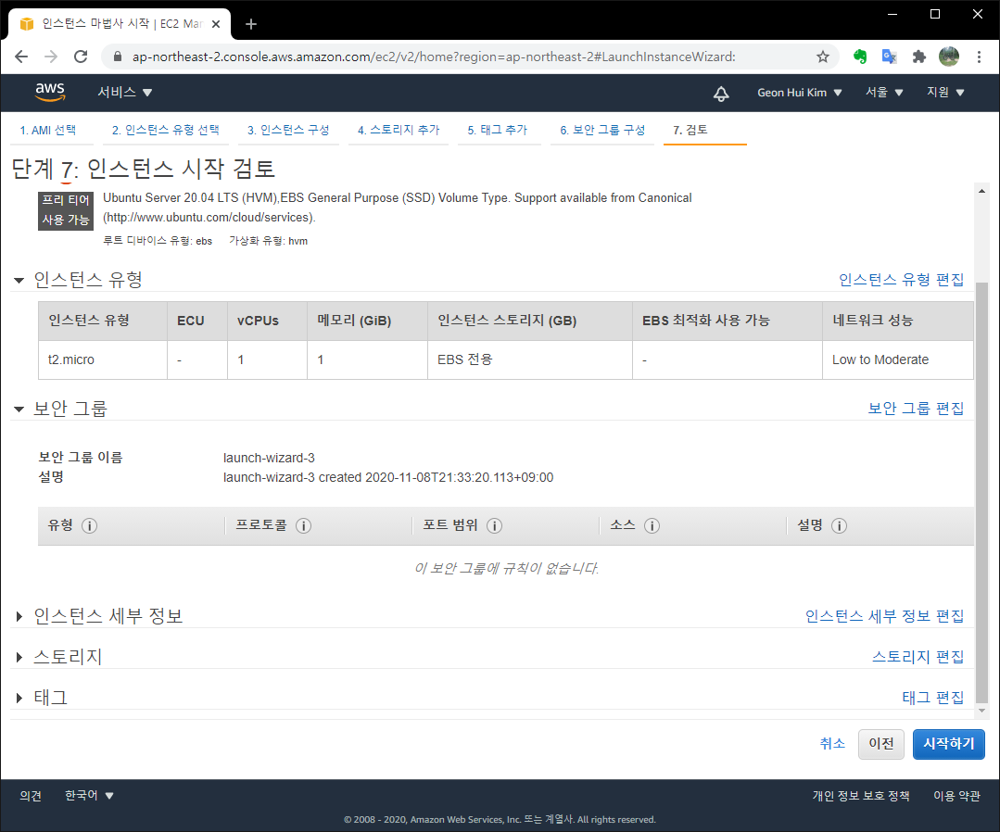 인스턴스 마법사 시작 | EC2 Mar
ap-northeast-2.console.aws.amazon.com/ec2/v2/home?region=ap-northeast-2#LaunchInstanceWizard:
aws 서비스 Geon Hui Kim 서울 지원
1. AMI 선택 2. 인스턴스 유형 선택 3. 인스턴스 구성 4. 스토리지 추가 5. 태그 추가 6. 보안 그룹 구성 7. 검토
단계 7: 인스턴스 시작 검토
프리 티어
사용 가능
Ubuntu Server 20.04 LTS (HVM),EBS General Purpose (SSD) Volume Type. Support available from Canonical
(http://www.ubuntu.com/cloud/services).
루트 디바이스 유형: ebs 가상화 유형: hvm
인스턴스 유형 인스턴스 유형 편집
인스턴스 유형 ECU vCPUs 메모리 (GiB) 인스턴스 스토리지 (GB) EBS 최적화 사용 가능 네트워크 성능
t2.micro - 1 1 EBS 전용 - Low to Moderate
보안 그룹 보안 그룹 편집
보안 그룹 이름 launch-wizard-3
설명 launch-wizard-3 created 2020-11-08T21:33:20.113+09:00
유형 프로토콜 포트 범위 소스 설명
이 보안 그룹에 규칙이 없습니다.
인스턴스 세부 정보 인스턴스 세부 정보 편집
스토리지 스토리지 편집
태그 태그 편집
취소 이전 시작하기
의견 한국어 개인 정보 보호 정책 이용 약관
© 2008 - 2020, Amazon Web Services, Inc. 또는 계열사. All rights reserved.